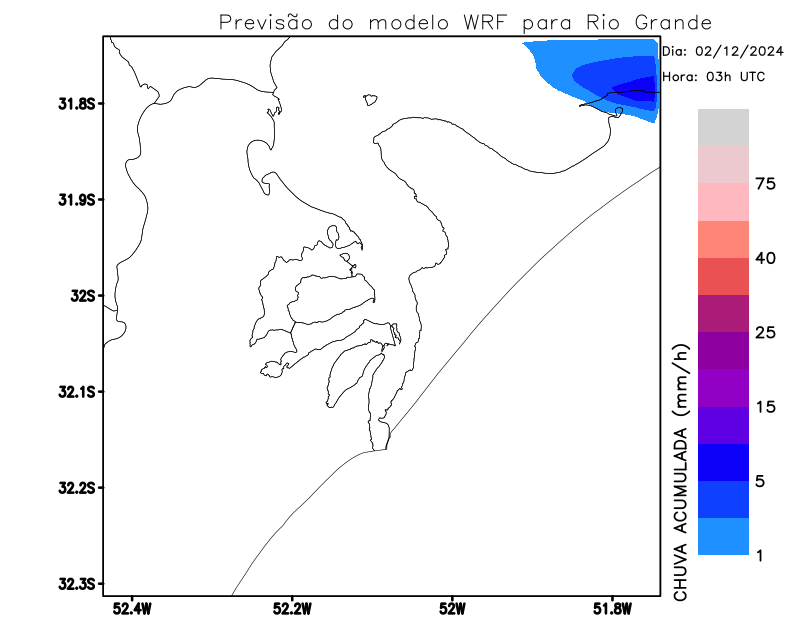 Previsão do modelo WRF para Rio Grande
Dia: 02/12/2024
Hora: 03h UTC
31.8S
31.9S
32S
32.1S
32.2S
32.3S
52.4W
52.2W
52W
51.8W
75
40
25
15
5
1
CHUVA ACUMULADA (mm/h)